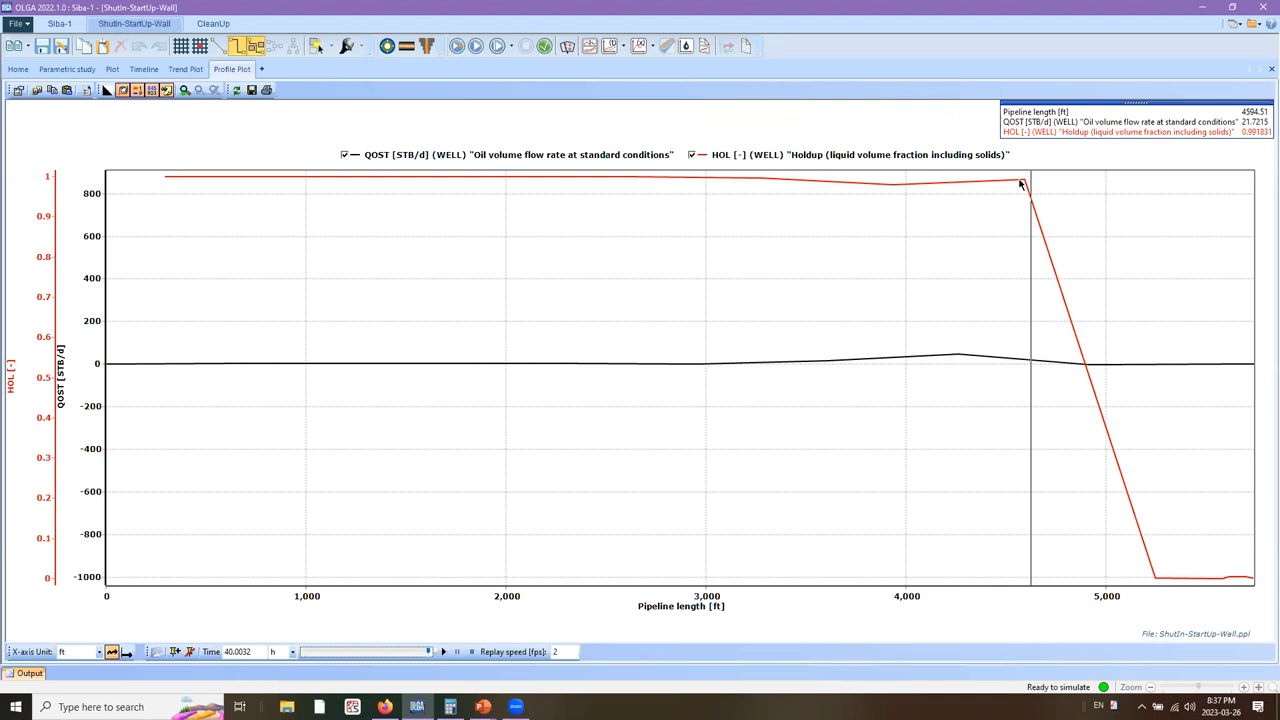 OLGA 2022.1.0 : Siba-1 - [ShutIn-StartUp-Wall]
File Siba-1 ShutIn-StartUp-Wall CleanUp
Home Parametric study Plot Timeline Trend Plot Profile Plot +
Pipeline length [ft] 4594.51
QOST [STB/d] (WELL) "Oil volume flow rate at standard conditions" 21.7215
HOL [-] (WELL) "Holdup (liquid volume fraction including solids)" 0.991831
QOST [STB/d] (WELL) "Oil volume flow rate at standard conditions" HOL [-] (WELL) "Holdup (liquid volume fraction including solids)"
1
800
0.9
600
0.8
400
0.7
200
0.6
0
0.5
-200
0.4
-400
0.3
-600
0.2
-800
0.1
-1000
0
HOL [-]
QOST [STB/d]
0 1,000 2,000 3,000 4,000 5,000
Pipeline length [ft]
File: ShutIn-StartUp-Wall.ppl
X-axis Unit: ft Time 40.0032 h Replay speed [fps]: 2
Output
Ready to simulate Zoom
Type here to search
OLGA
EN
8:37 PM
2023-03-26